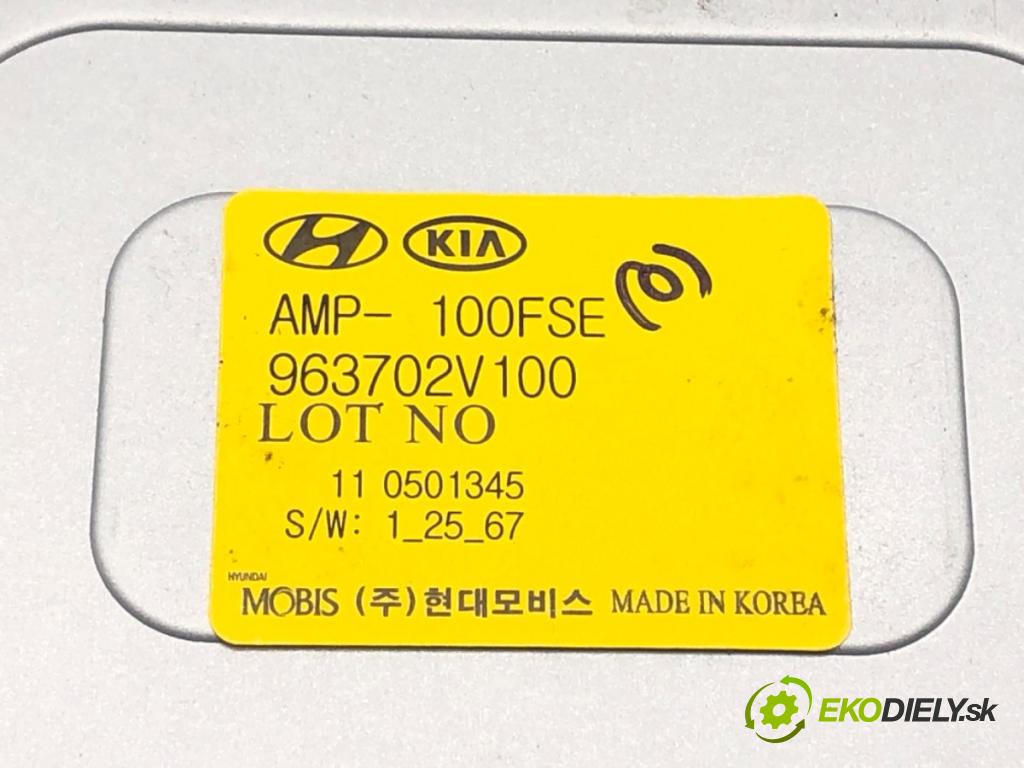 KIA
AMP- 100FSE
963702V100
LOT NO
11 0501345
S/W: 1_25_67
HYUNDAI
MOBIS (주)현대모비스 MADE IN KOREA
EKODIELY.sk